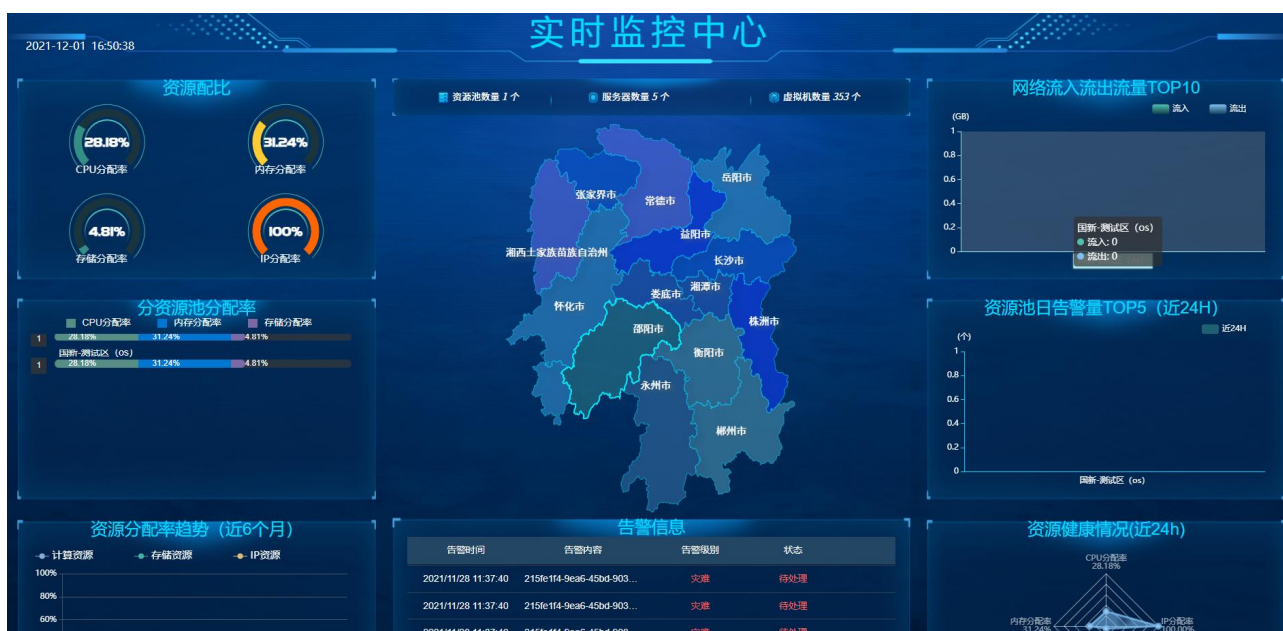 实时监控中心
2021-12-01 16:50:38
资源配比
28.18%
CPU分配率
31.24%
内存分配率
4.81%
存储分配率
100%
IP分配率
分资源池分配率
CPU分配率 内存分配率 存储分配率
1 28.18% 31.24% 4.81%
国新-测试区 (os)
1 28.18% 31.24% 4.81%
资源分配率趋势（近6个月）
计算资源 存储资源 IP资源
100%
80%
60%
资源池数量 1 个 服务器数量 5 个 虚拟机数量 353 个
岳阳市
张家界市
常德市
益阳市
湘西土家族苗族自治州
长沙市
湘潭市
娄底市
怀化市
株洲市
邵阳市
衡阳市
永州市
郴州市
告警信息
告警时间 告警内容 告警级别 状态
2021/11/28 11:37:40 215fe1f4-9ea6-45bd-903... 灾难 待处理
2021/11/28 11:37:40 215fe1f4-9ea6-45bd-903... 灾难 待处理
网络流入流出流量TOP10
流入 流出
(GB)
1
0.8
0.6
0.4
0.2
0
国新-测试区 (os)
流入: 0
流出: 0
资源池日告警量TOP5（近24H）
近24H
(个)
1
0.8
0.6
0.4
0.2
0
国新-测试区 (os)
资源健康情况(近24h)
CPU分配率
28.18%
内存分配率
31.24%
IP分配率
100.00%